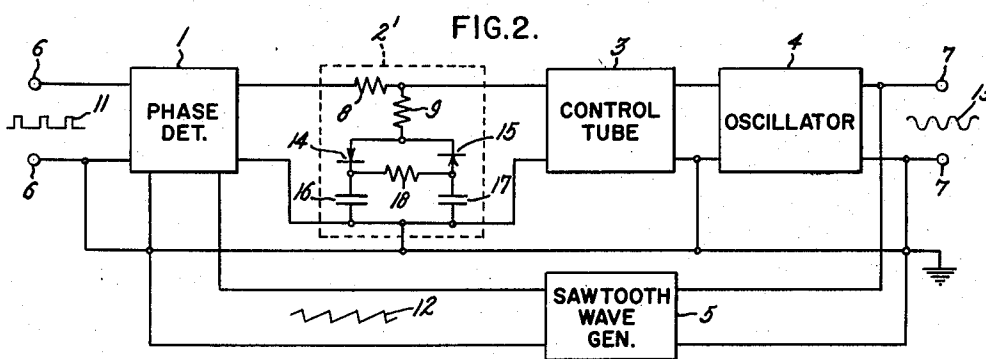 FIG.2.
6
1
2'
3
4
7
11
PHASE
DET.
8
9
14
15
16
18
17
CONTROL
TUBE
OSCILLATOR
6
7
12
SAWTOOTH
WAVE
GEN.
5